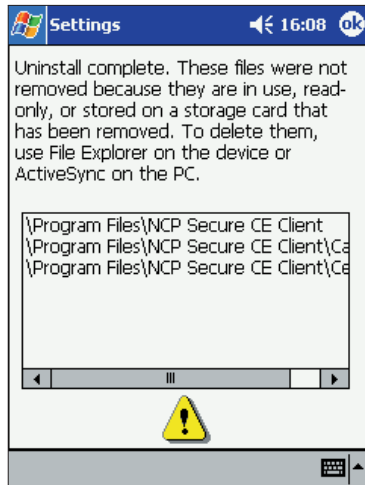 Settings 16:08 ok
Uninstall complete. These files were not
removed because they are in use, read-
only, or stored on a storage card that
has been removed. To delete them,
use File Explorer on the device or
ActiveSync on the PC.
\Program Files\NCP Secure CE Client
\Program Files\NCP Secure CE Client\Ca
\Program Files\NCP Secure CE Client\Ce